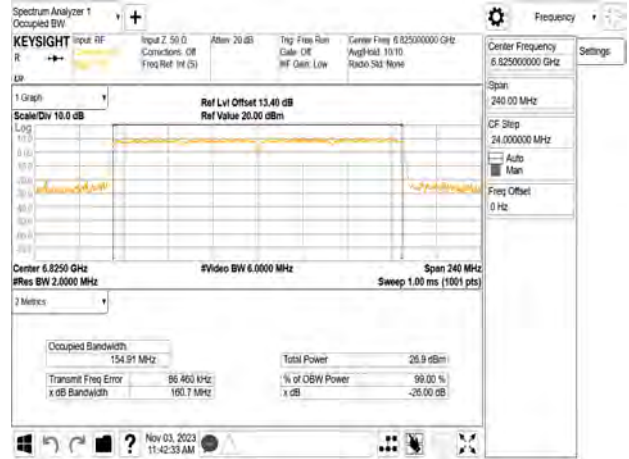 Spectrum Analyzer 1
Occupied BW
Frequency
KEYSIGHT
R
Input: RF
Input Z: 50 Ω
Corrections: Off
Freq Ref: Int (S)
Atten: 20 dB
Trig: Free Run
Gate: Off
#IF Gain: Low
Center Freq: 6.825000000 GHz
Avg|Hold: 10/10
Radio Std: None
Center Frequency
6.825000000 GHz
Settings
Span
240.00 MHz
CF Step
24.000000 MHz
Auto
Man
Freq Offset
0 Hz
1 Graph
Scale/Div 10.0 dB
Ref Lvl Offset 13.40 dB
Ref Value 20.00 dBm
Log
Center 6.8250 GHz
#Res BW 2.0000 MHz
#Video BW 6.0000 MHz
Span 240 MHz
Sweep 1.00 ms (1001 pts)
2 Metrics
Occupied Bandwidth
154.91 MHz
Total Power
26.9 dBm
Transmit Freq Error
86.460 kHz
% of OBW Power
99.00 %
x dB Bandwidth
160.7 MHz
x dB
-26.00 dB
Nov 03, 2023
11:42:33 AM